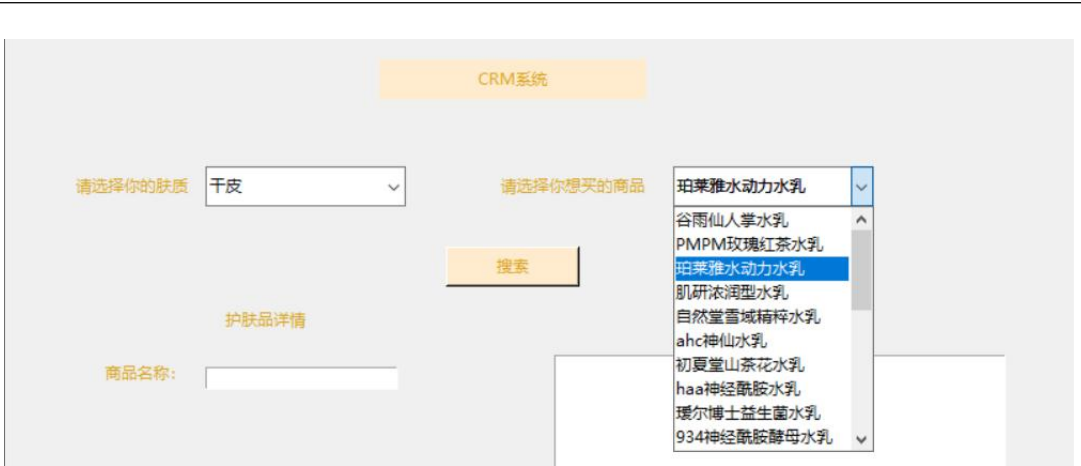 CRM系统
请选择你的肤质 干皮 请选择你想买的商品 珀莱雅水动力水乳
谷雨仙人掌水乳
PMPM玫瑰红茶水乳
珀莱雅水动力水乳
肌研浓润型水乳
自然堂雪域精粹水乳
ahc神仙水乳
初夏堂山茶花水乳
haa神经酰胺水乳
瑷尔博士益生菌水乳
934神经酰胺酵母水乳
搜索
护肤品详情
商品名称：